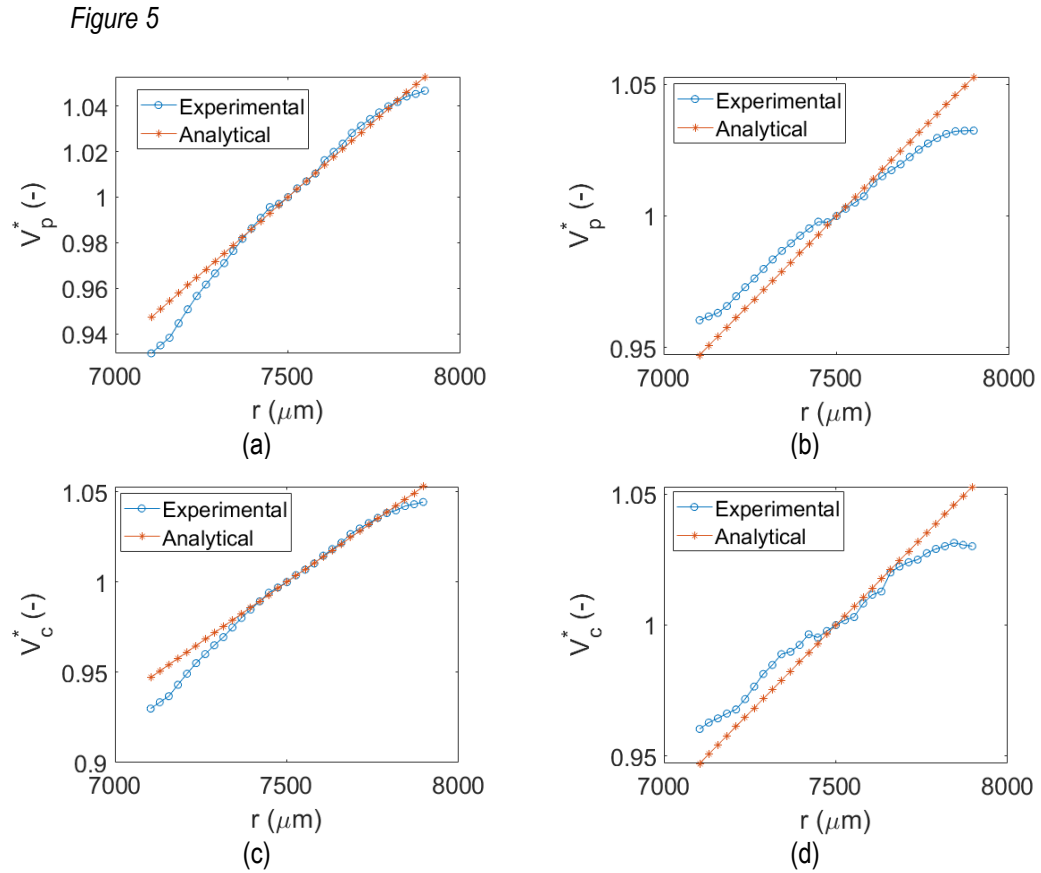 Figure 5
1.04
1.02
1
0.98
0.96
0.94
V*p (-)
Experimental
Analytical
7000 7500 8000
r (μm)
(a)
1.05
1
0.95
V*p (-)
Experimental
Analytical
7000 7500 8000
r (μm)
(b)
1.05
1
0.95
0.9
V*c (-)
Experimental
Analytical
7000 7500 8000
r (μm)
(c)
1.05
1
0.95
V*c (-)
Experimental
Analytical
7000 7500 8000
r (μm)
(d)